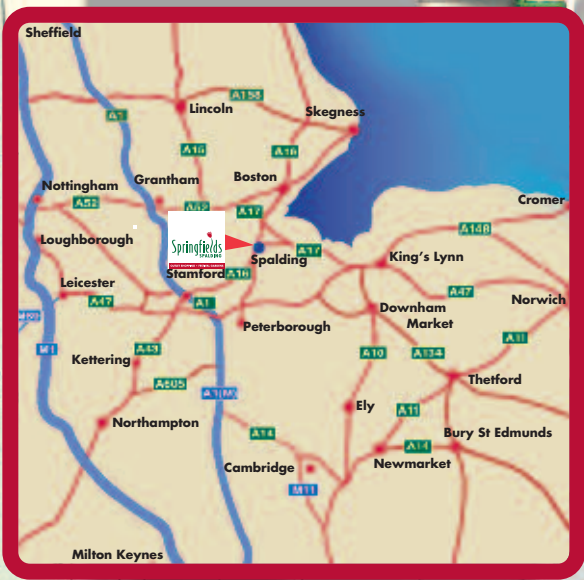 Sheffield
A158
Lincoln
Skegness
A1
A15
A16
Grantham
Boston
Nottingham
A52
A52
A17
Cromer
A148
Springfields
SPALDING
Loughborough
A17
Spalding
King's Lynn
Stamford
A16
Leicester
A47
A1
A47
Norwich
Downham
Market
Peterborough
M1
A43
Kettering
A10
A134
A11
A605
A1(M)
Thetford
Ely
A11
Northampton
A14
Bury St Edmunds
A14
Cambridge
Newmarket
M11
Milton Keynes